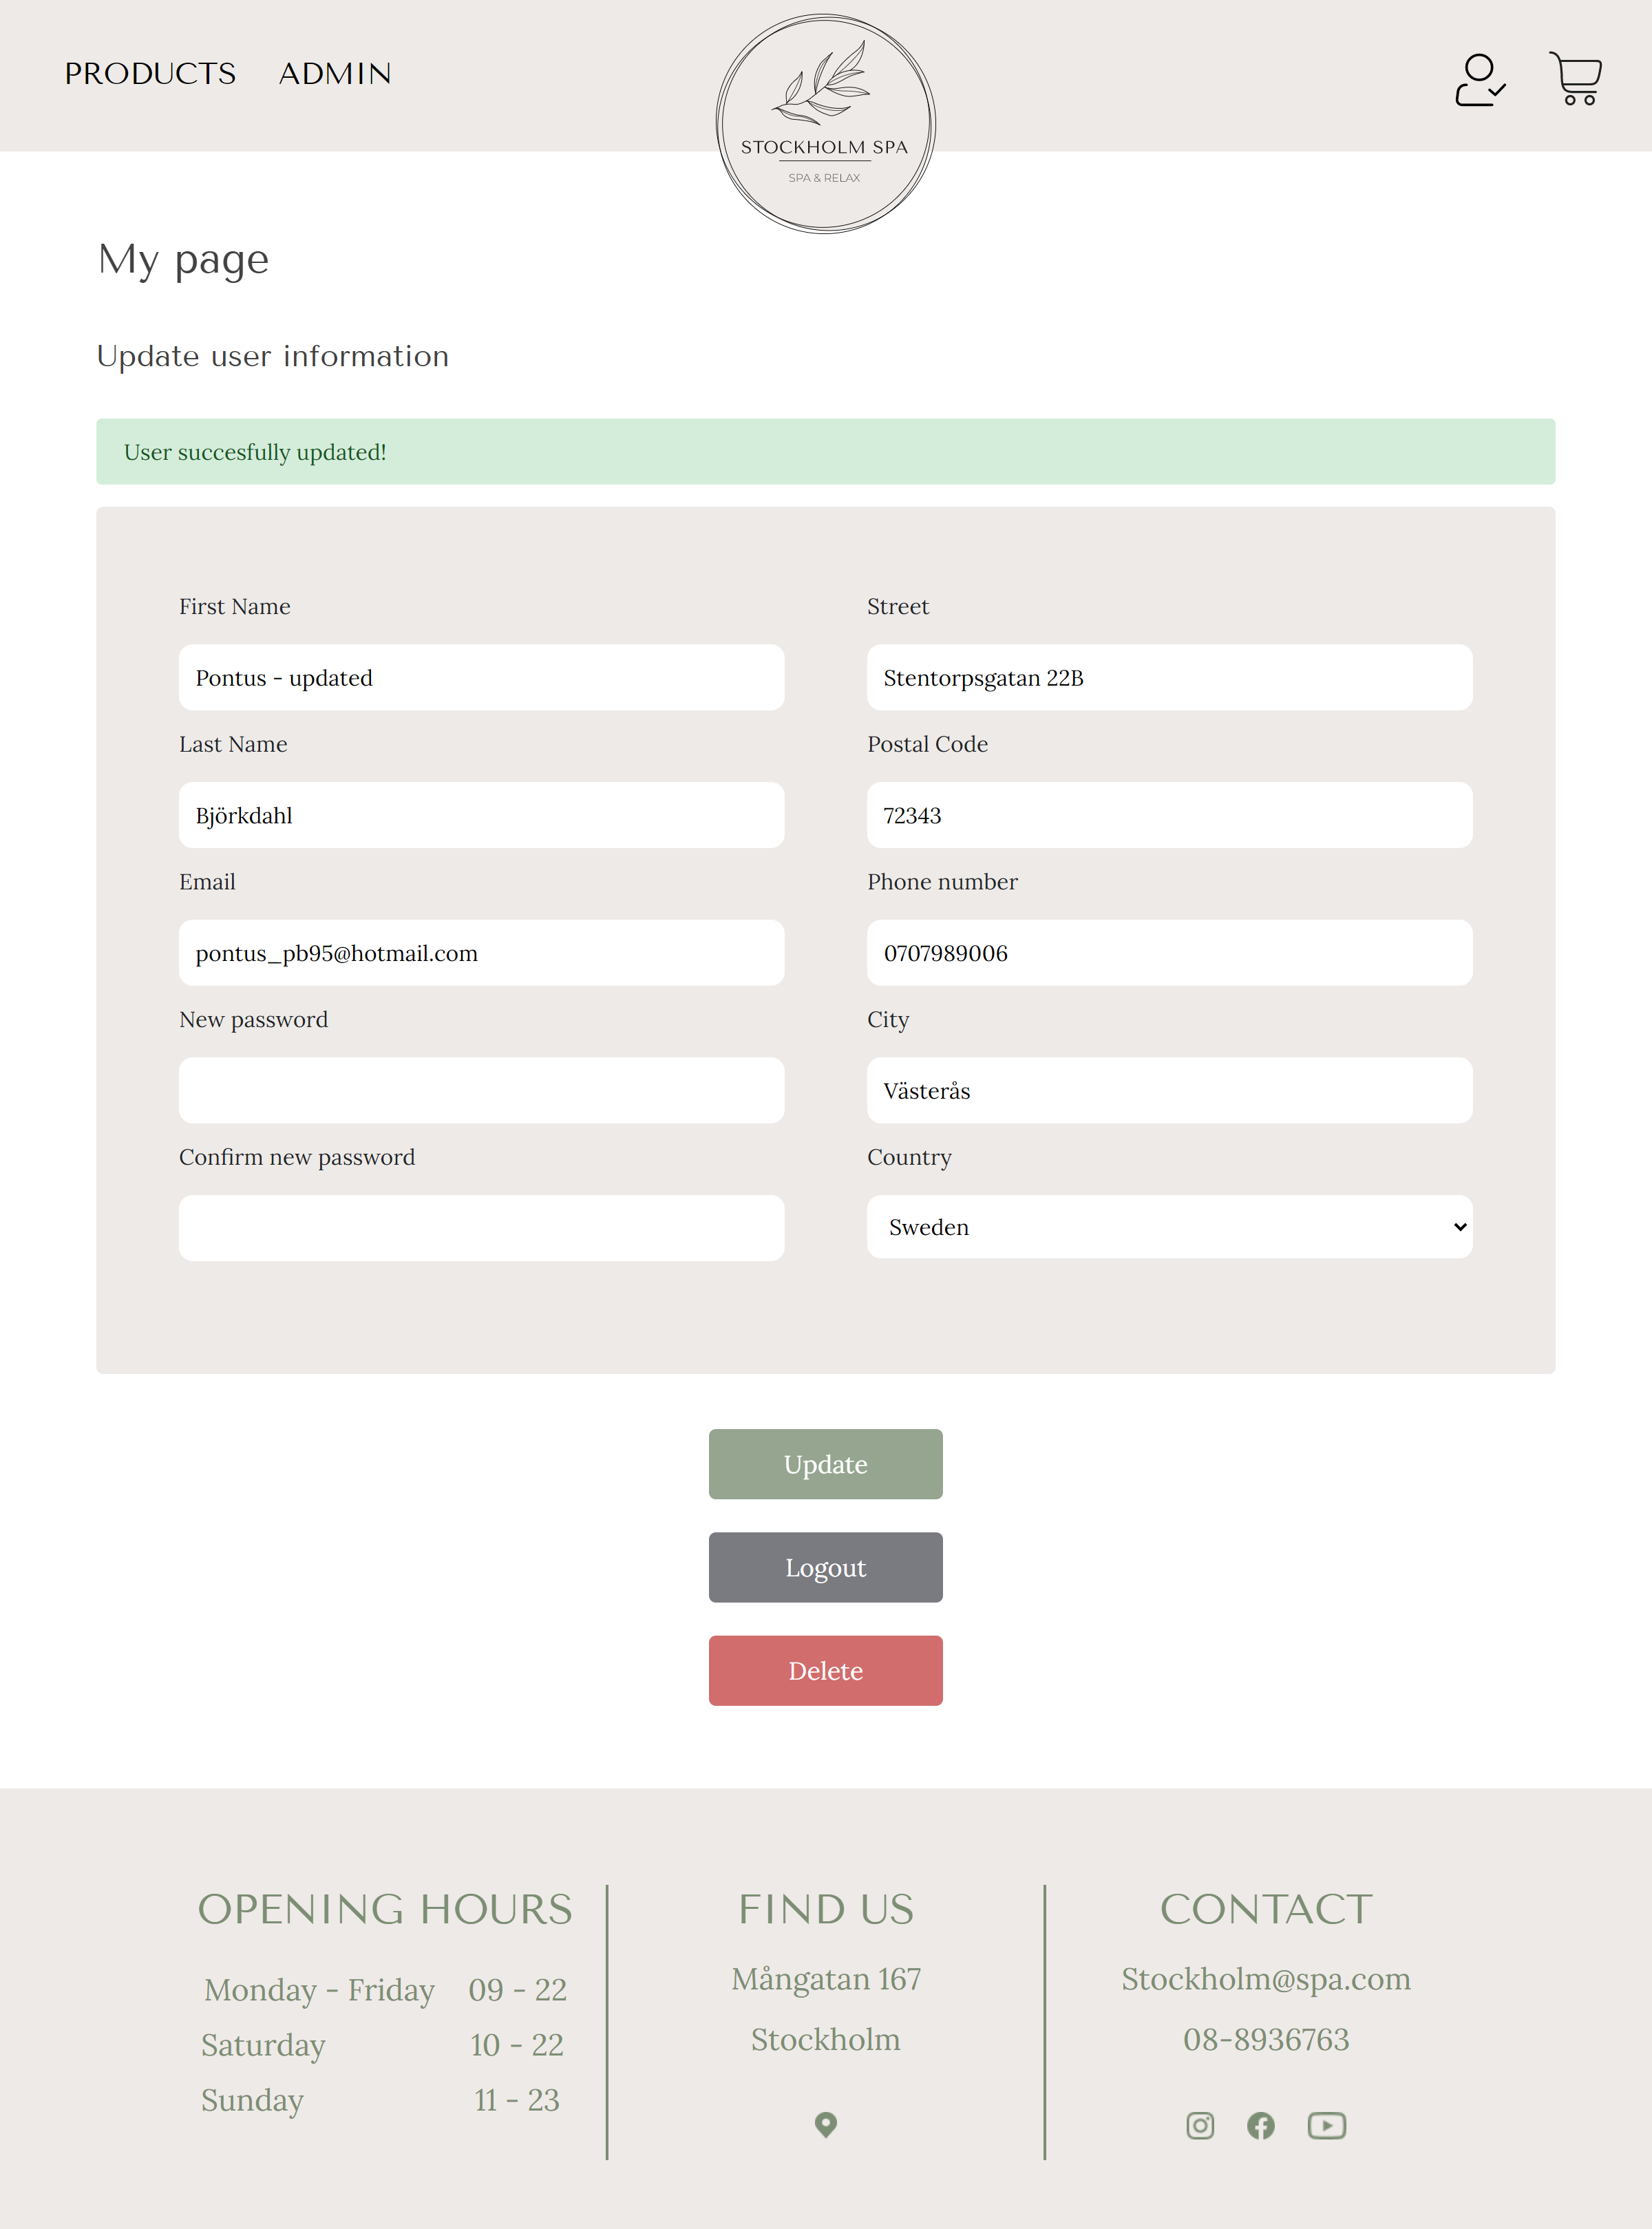 PRODUCTS ADMIN
STOCKHOLM SPA
SPA & RELAX
My page
Update user information
User succesfully updated!
First Name
Pontus - updated
Last Name
Björkdahl
Email
pontus_pb95@hotmail.com
New password
Confirm new password
Street
Stentorpsgatan 22B
Postal Code
72343
Phone number
0707989006
City
Västerås
Country
Sweden
Update
Logout
Delete
OPENING HOURS
Monday - Friday 09 - 22
Saturday 10 - 22
Sunday 11 - 23
FIND US
Mångatan 167
Stockholm
CONTACT
Stockholm@spa.com
08-8936763